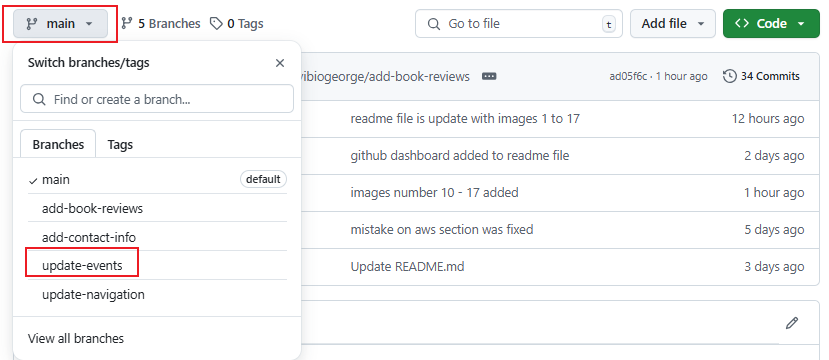 main
5 Branches
0 Tags
Go to file
t
Add file
Code
Switch branches/tags
Find or create a branch...
Branches
Tags
main
default
add-book-reviews
add-contact-info
update-events
update-navigation
View all branches
vibiogeorge/add-book-reviews
ad05f6c · 1 hour ago
34 Commits
readme file is update with images 1 to 17
12 hours ago
github dashboard added to readme file
2 days ago
images number 10 - 17 added
1 hour ago
mistake on aws section was fixed
5 days ago
Update README.md
3 days ago